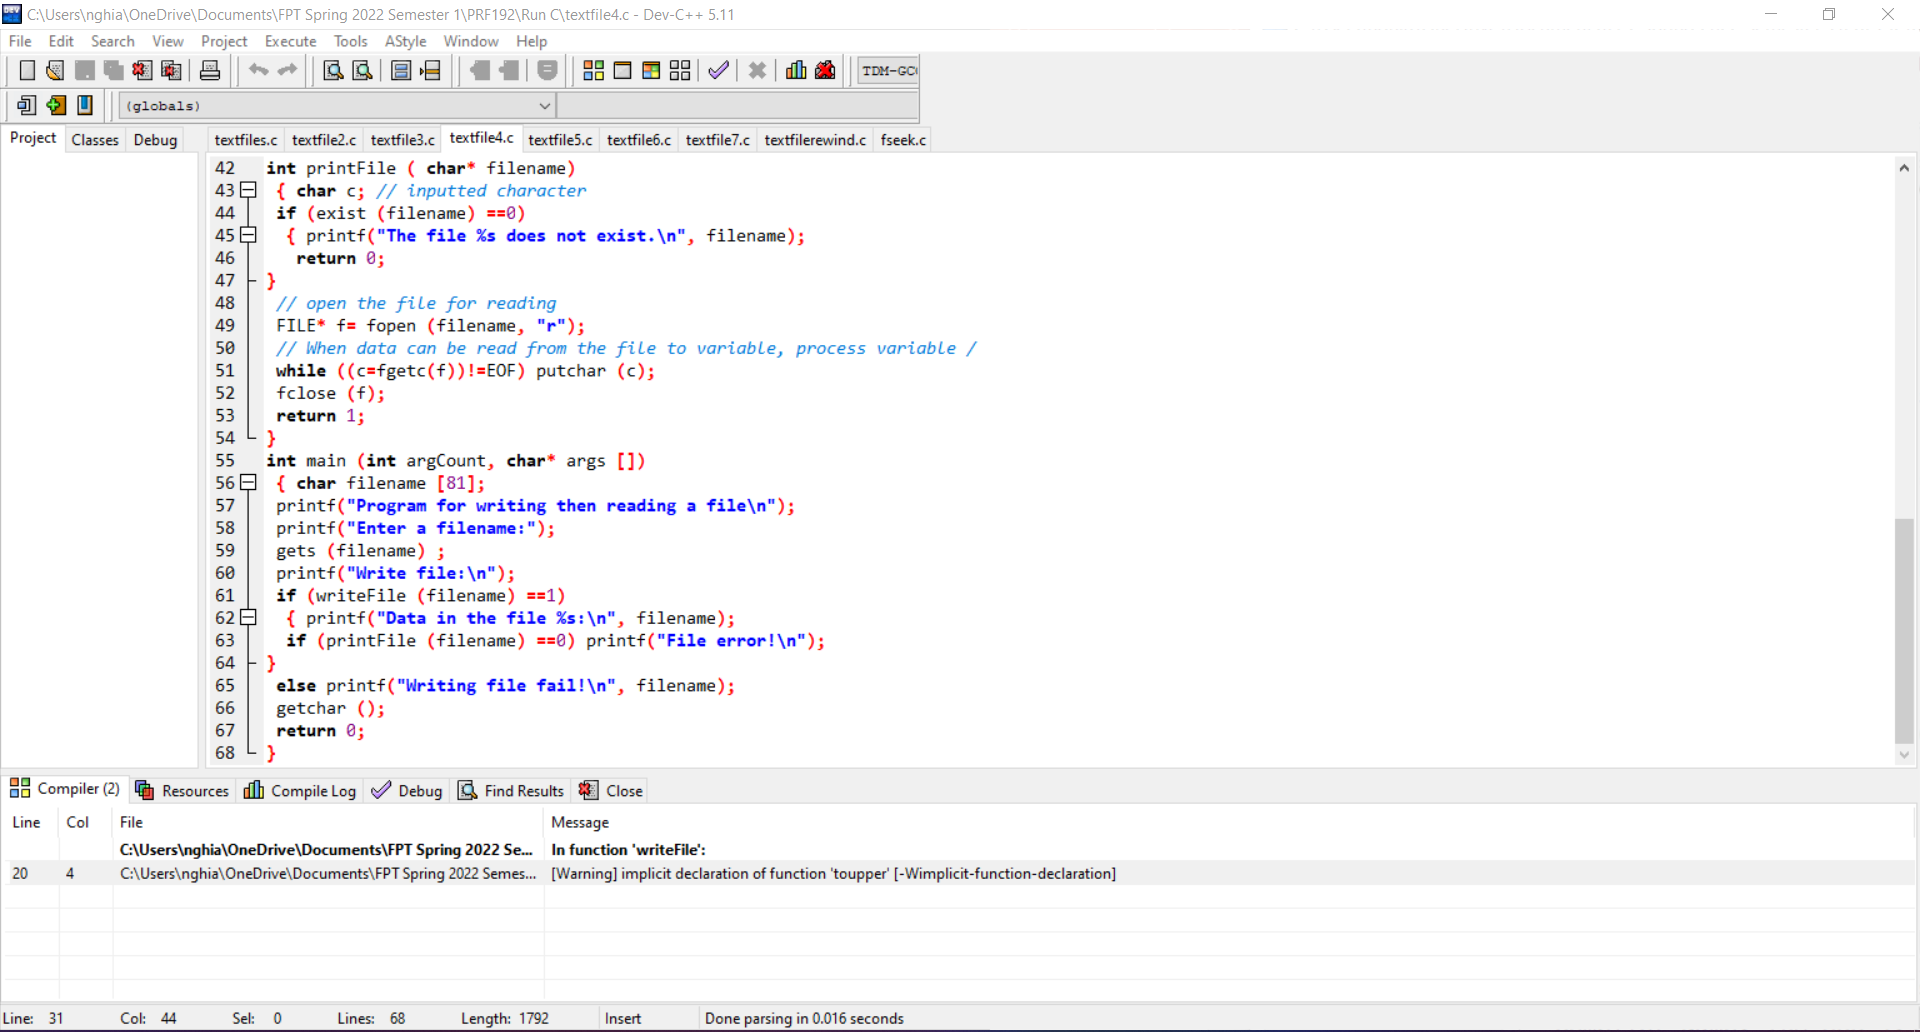 C:\Users\nghia\OneDrive\Documents\FPT Spring 2022 Semester 1\PRF192\Run C\textfile4.c - Dev-C++ 5.11
File Edit Search View Project Execute Tools AStyle Window Help
TDM-GC
(globals)
Project Classes Debug textfiles.c textfile2.c textfile3.c textfile4.c textfile5.c textfile6.c textfile7.c textfilerewind.c fseek.c
42 int printFile ( char* filename)
43 { char c; // inputted character
44 if (exist (filename) ==0)
45 { printf("The file %s does not exist.\n", filename);
46 return 0;
47 }
48 // open the file for reading
49 FILE* f= fopen (filename, "r");
50 // When data can be read from the file to variable, process variable /
51 while ((c=fgetc(f))!=EOF) putchar (c);
52 fclose (f);
53 return 1;
54 }
55 int main (int argCount, char* args [])
56 { char filename [81];
57 printf("Program for writing then reading a file\n");
58 printf("Enter a filename:");
59 gets (filename) ;
60 printf("Write file:\n");
61 if (writeFile (filename) ==1)
62 { printf("Data in the file %s:\n", filename);
63 if (printFile (filename) ==0) printf("File error!\n");
64 }
65 else printf("Writing file fail!\n", filename);
66 getchar ();
67 return 0;
68 }
Compiler (2) Resources Compile Log Debug Find Results Close
Line Col File Message
C:\Users\nghia\OneDrive\Documents\FPT Spring 2022 Se... In function 'writeFile':
20 4 C:\Users\nghia\OneDrive\Documents\FPT Spring 2022 Semes... [Warning] implicit declaration of function 'toupper' [-Wimplicit-function-declaration]
Line: 31 Col: 44 Sel: 0 Lines: 68 Length: 1792 Insert Done parsing in 0.016 seconds